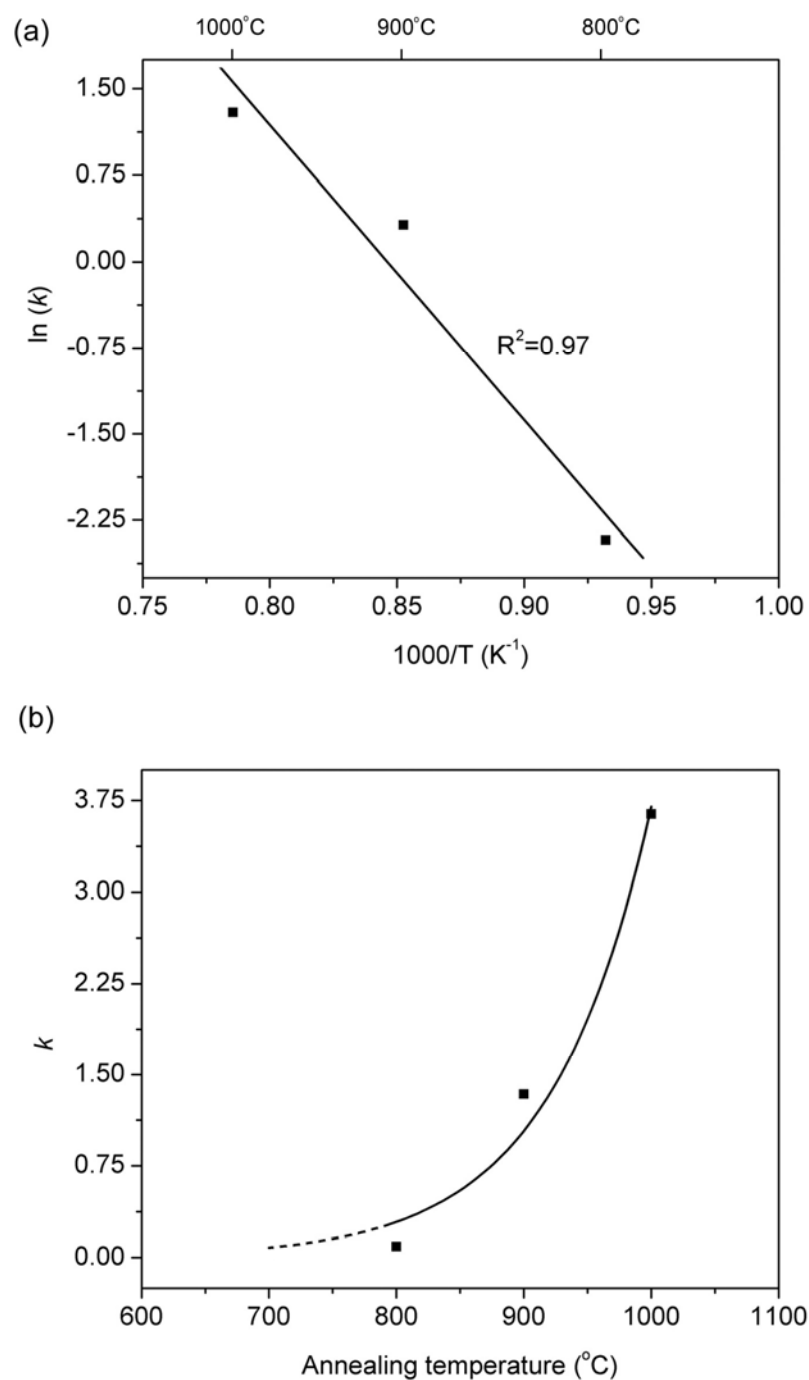 (a)
1000°C 900°C 800°C
1.50
0.75
0.00
-0.75
-1.50
-2.25
ln (k)
R²=0.97
0.75 0.80 0.85 0.90 0.95 1.00
1000/T (K⁻¹)
(b)
3.75
3.00
2.25
1.50
0.75
0.00
k
600 700 800 900 1000 1100
Annealing temperature (°C)